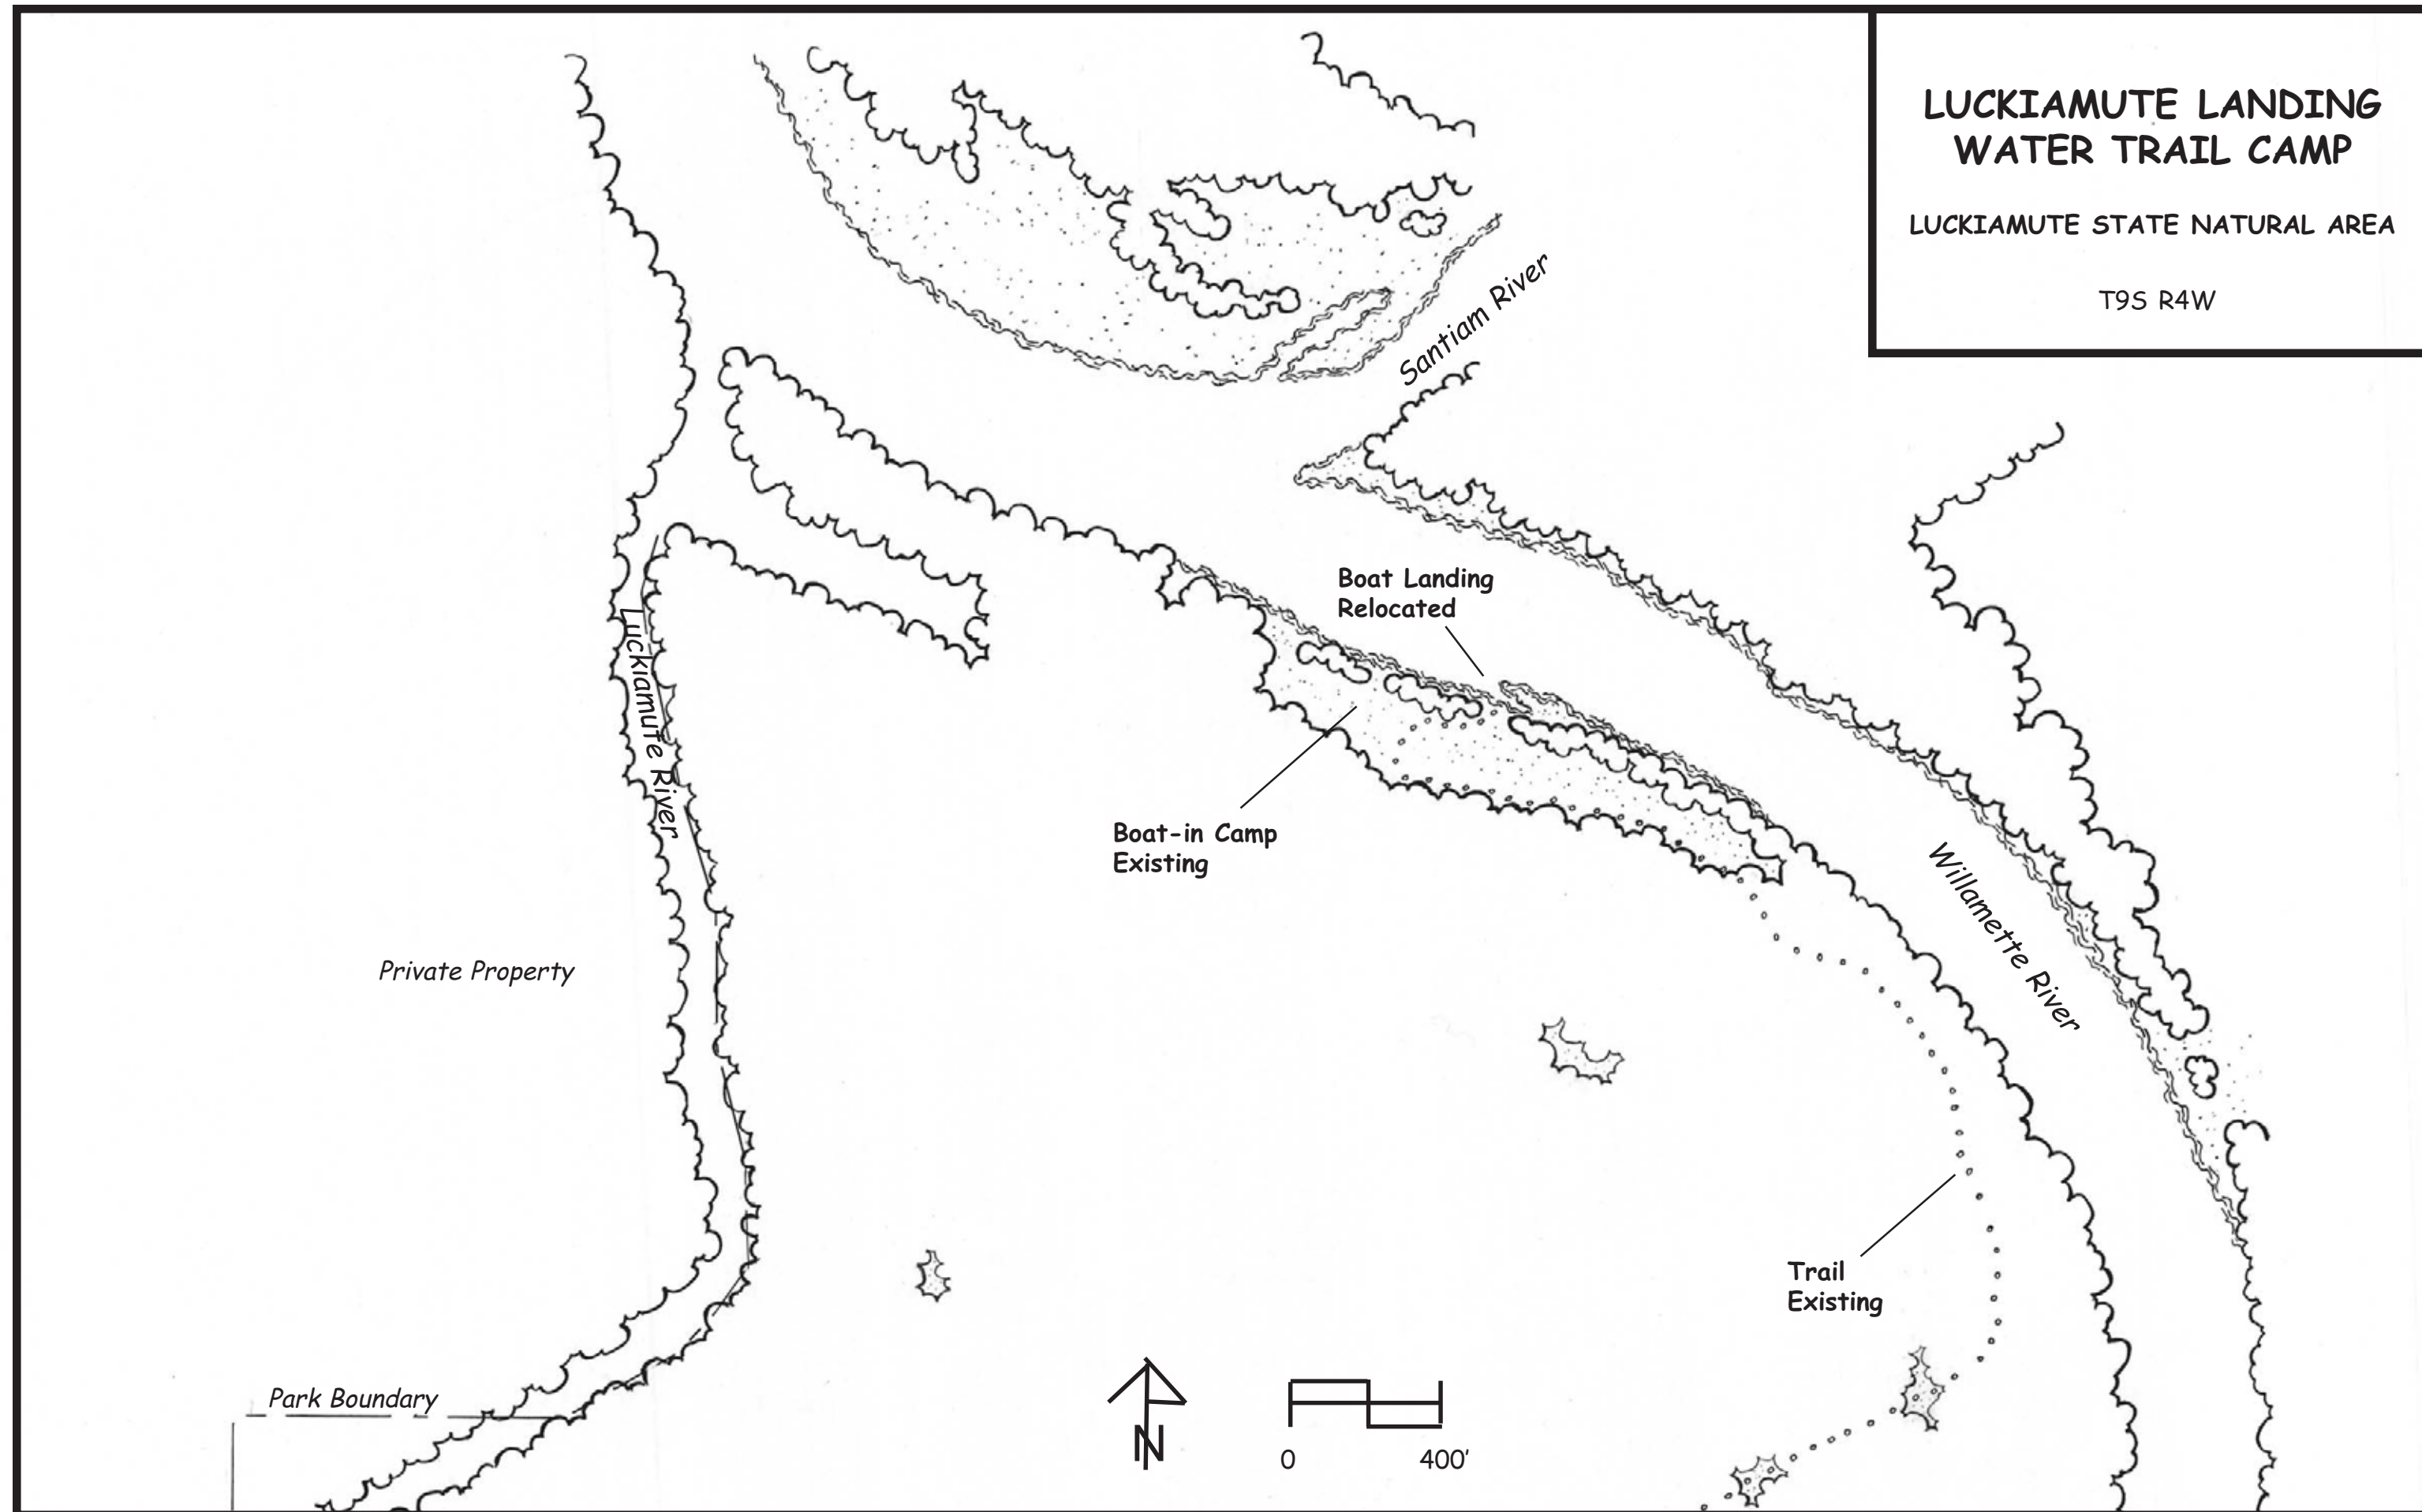 LUCKIAMUTE LANDING
WATER TRAIL CAMP
LUCKIAMUTE STATE NATURAL AREA
T9S R4W
Santiam River
Boat Landing
Relocated
Luckiamute River
Boat-in Camp
Existing
Willamette River
Private Property
Trail
Existing
Park Boundary
N
0 400'